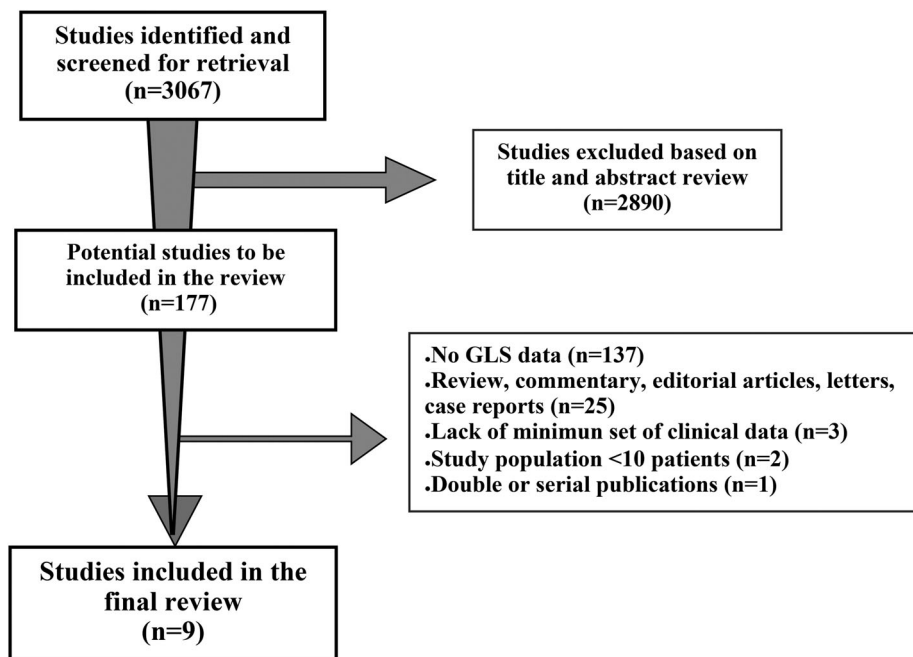 Studies identified and
screened for retrieval
(n=3067)
Studies excluded based on
title and abstract review
(n=2890)
Potential studies to be
included in the review
(n=177)
.No GLS data (n=137)
.Review, commentary, editorial articles, letters,
case reports (n=25)
.Lack of minimun set of clinical data (n=3)
.Study population <10 patients (n=2)
.Double or serial publications (n=1)
Studies included in the
final review
(n=9)